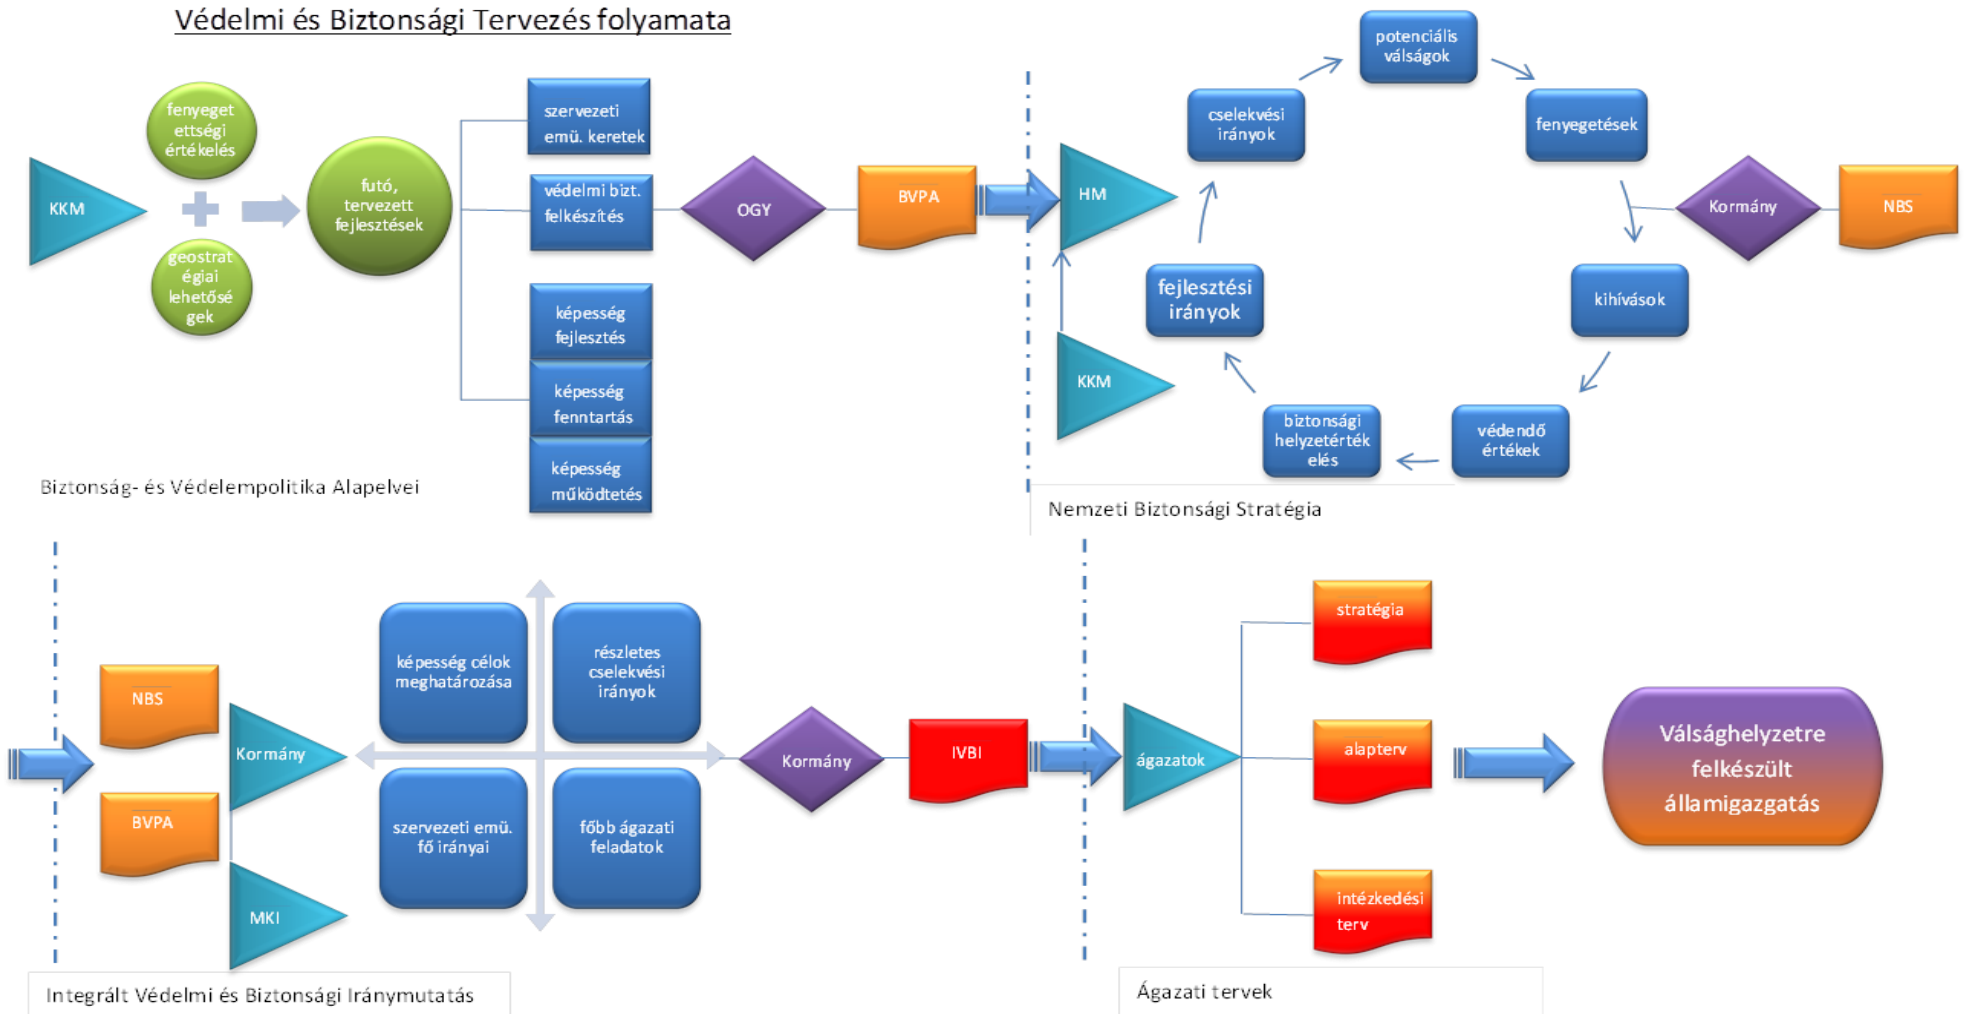 Védelmi és Biztonsági Tervezés folyamata
KKM
fenyeget
ettségi
értékelés
geostrat
égiai
lehetősé
gek
futó,
tervezett
fejlesztések
szervezeti
emü. keretek
védelmi bizt.
felkészítés
képesség
fejlesztés
képesség
fenntartás
képesség
működtetés
OGY
BVPA
Biztonság- és Védelempolitika Alapelvei
HM
KKM
potenciális
válságok
fenyegetések
kihívások
védendő
értékek
biztonsági
helyzetérték
elés
fejlesztési
irányok
cselekvési
irányok
Kormány
NBS
Nemzeti Biztonsági Stratégia
NBS
BVPA
Kormány
MKI
képesség célok
meghatározása
részletes
cselekvési
irányok
szervezeti emü.
fő irányai
főbb ágazati
feladatok
Kormány
IVBI
Integrált Védelmi és Biztonsági Iránymutatás
ágazatok
stratégia
alapterv
intézkedési
terv
Válsághelyzetre
felkészült
államigazgatás
Ágazati tervek